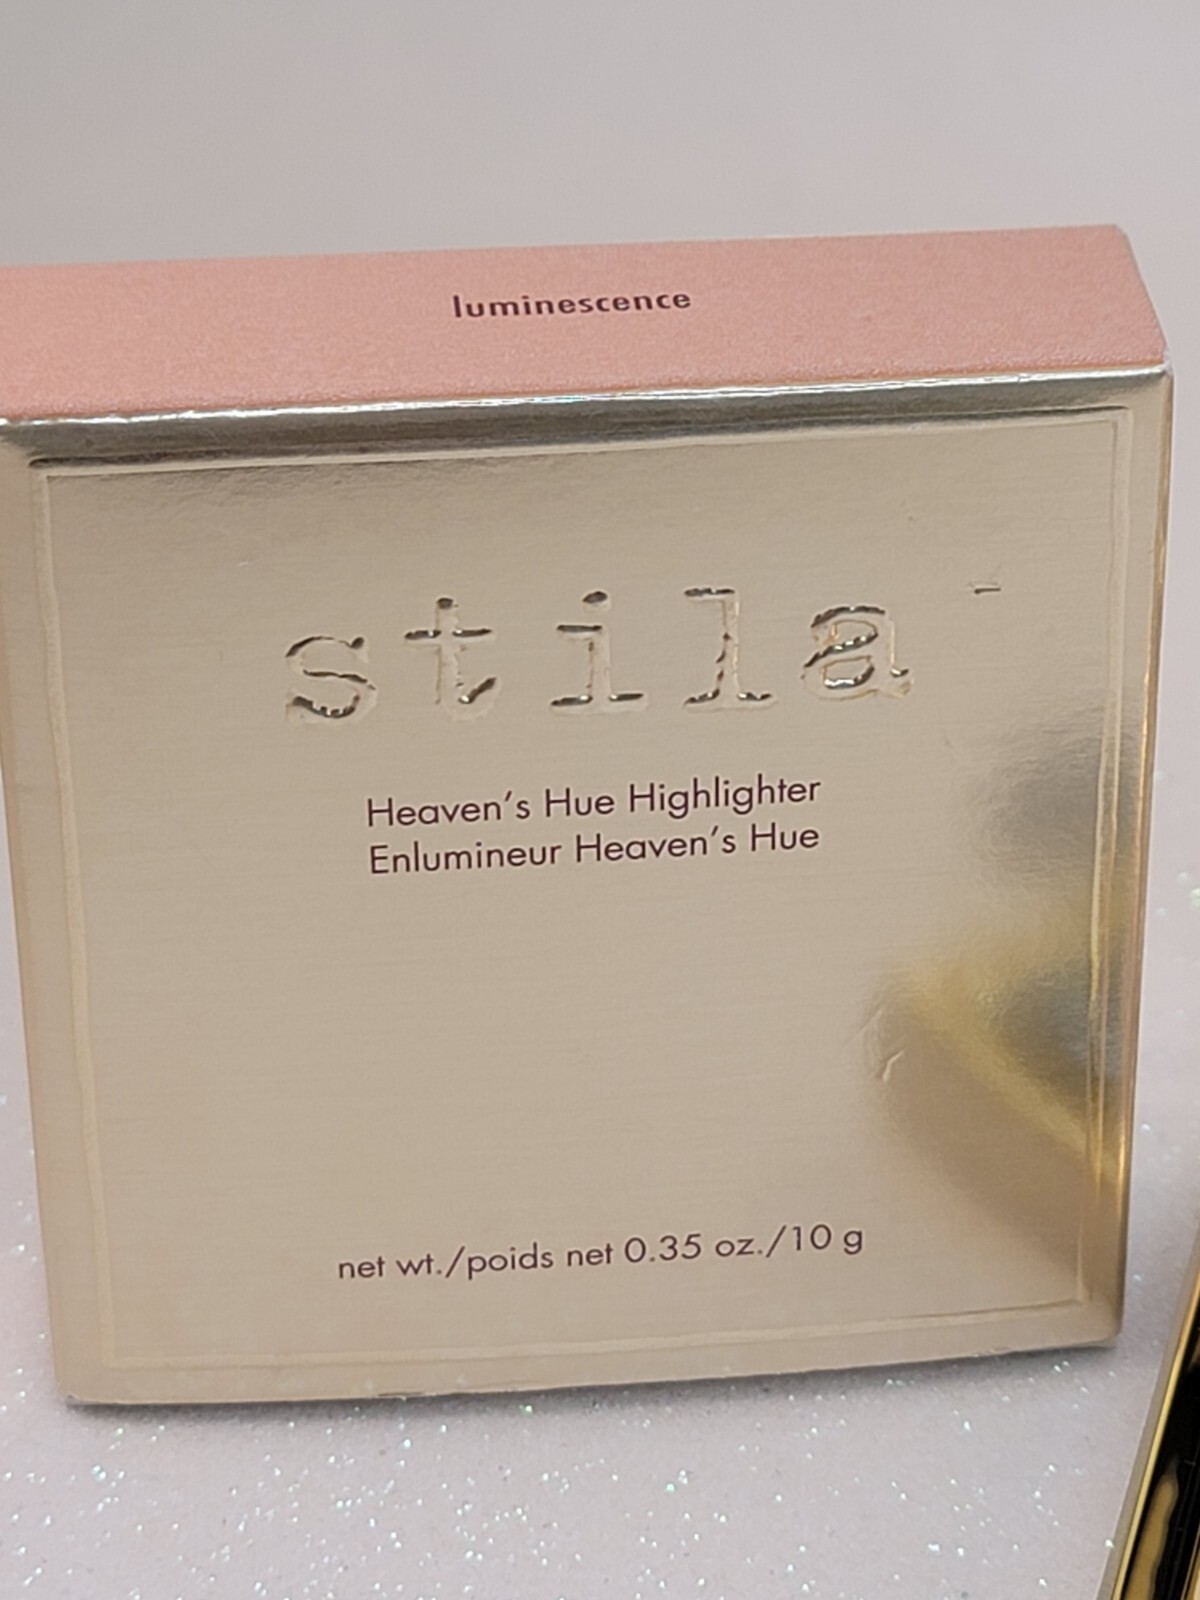 luminescence
stila
Heaven's Hue Highlighter
Enlumineur Heaven's Hue
net wt./poids net 0.35 oz./10 g